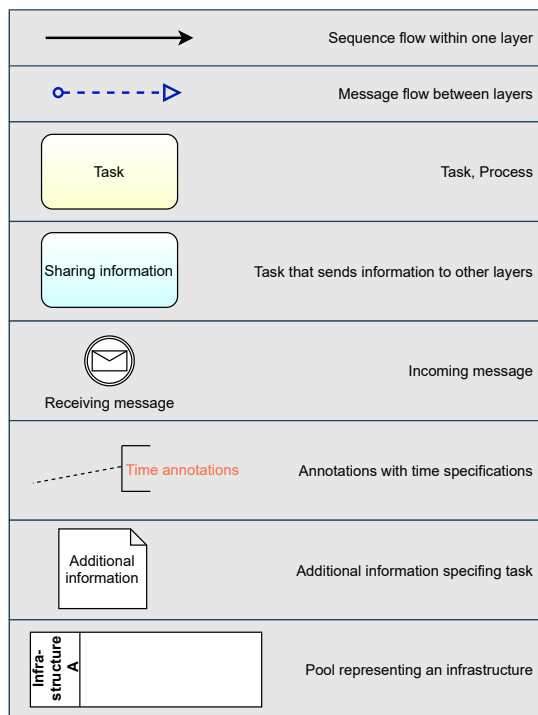 Sequence flow within one layer
Message flow between layers
Task
Task, Process
Sharing information
Task that sends information to other layers
Receiving message
Incoming message
Time annotations
Annotations with time specifications
Additional
information
Additional information specifing task
Infra-
structure
A
Pool representing an infrastructure